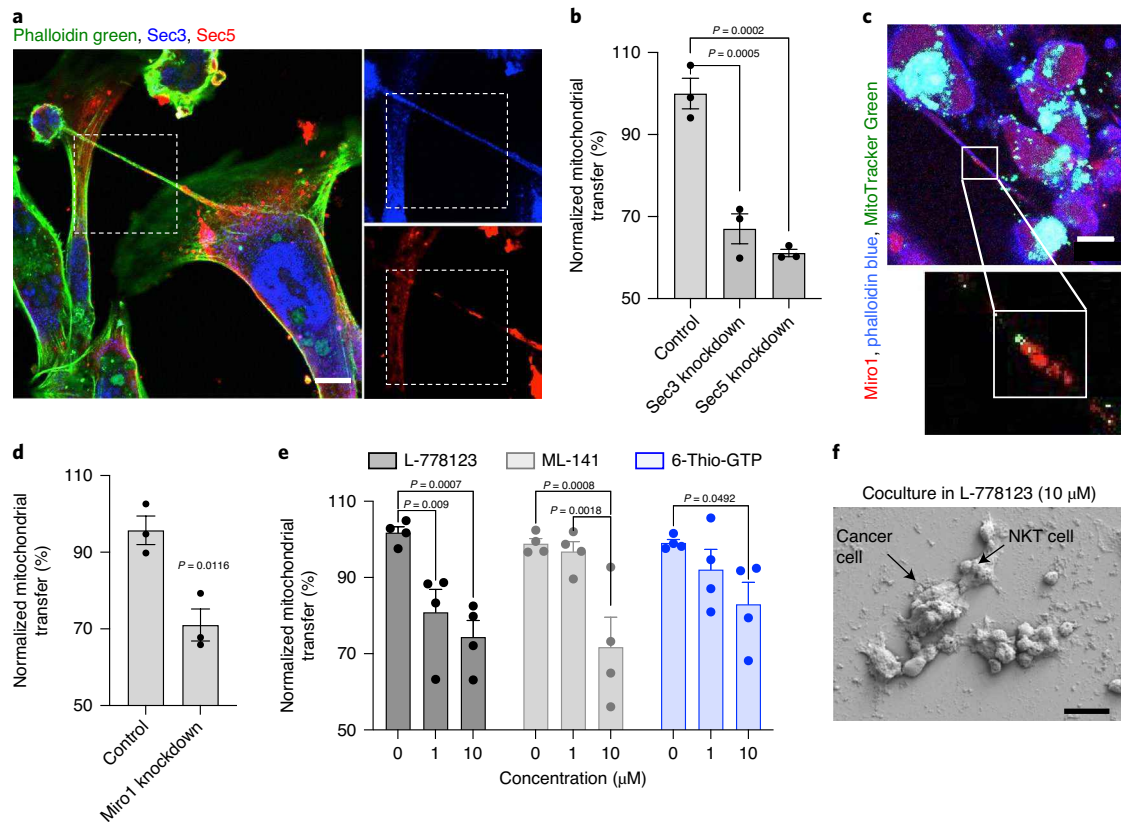 a
Phalloidin green, Sec3, Sec5
b
Normalized mitochondrial
transfer (%)
110
90
70
50
P = 0.0002
P = 0.0005
Control
Sec3 knockdown
Sec5 knockdown
c
Miro1, phalloidin blue, MitoTracker Green
d
Normalized mitochondrial
transfer (%)
110
90
70
50
P = 0.0116
Control
Miro1 knockdown
e
L-778123
ML-141
6-Thio-GTP
Normalized mitochondrial
transfer (%)
110
90
70
50
P = 0.0007
P = 0.009
P = 0.0008
P = 0.0018
P = 0.0492
0 1 10 0 1 10 0 1 10
Concentration (μM)
f
Coculture in L-778123 (10 μM)
Cancer
cell
NKT cell